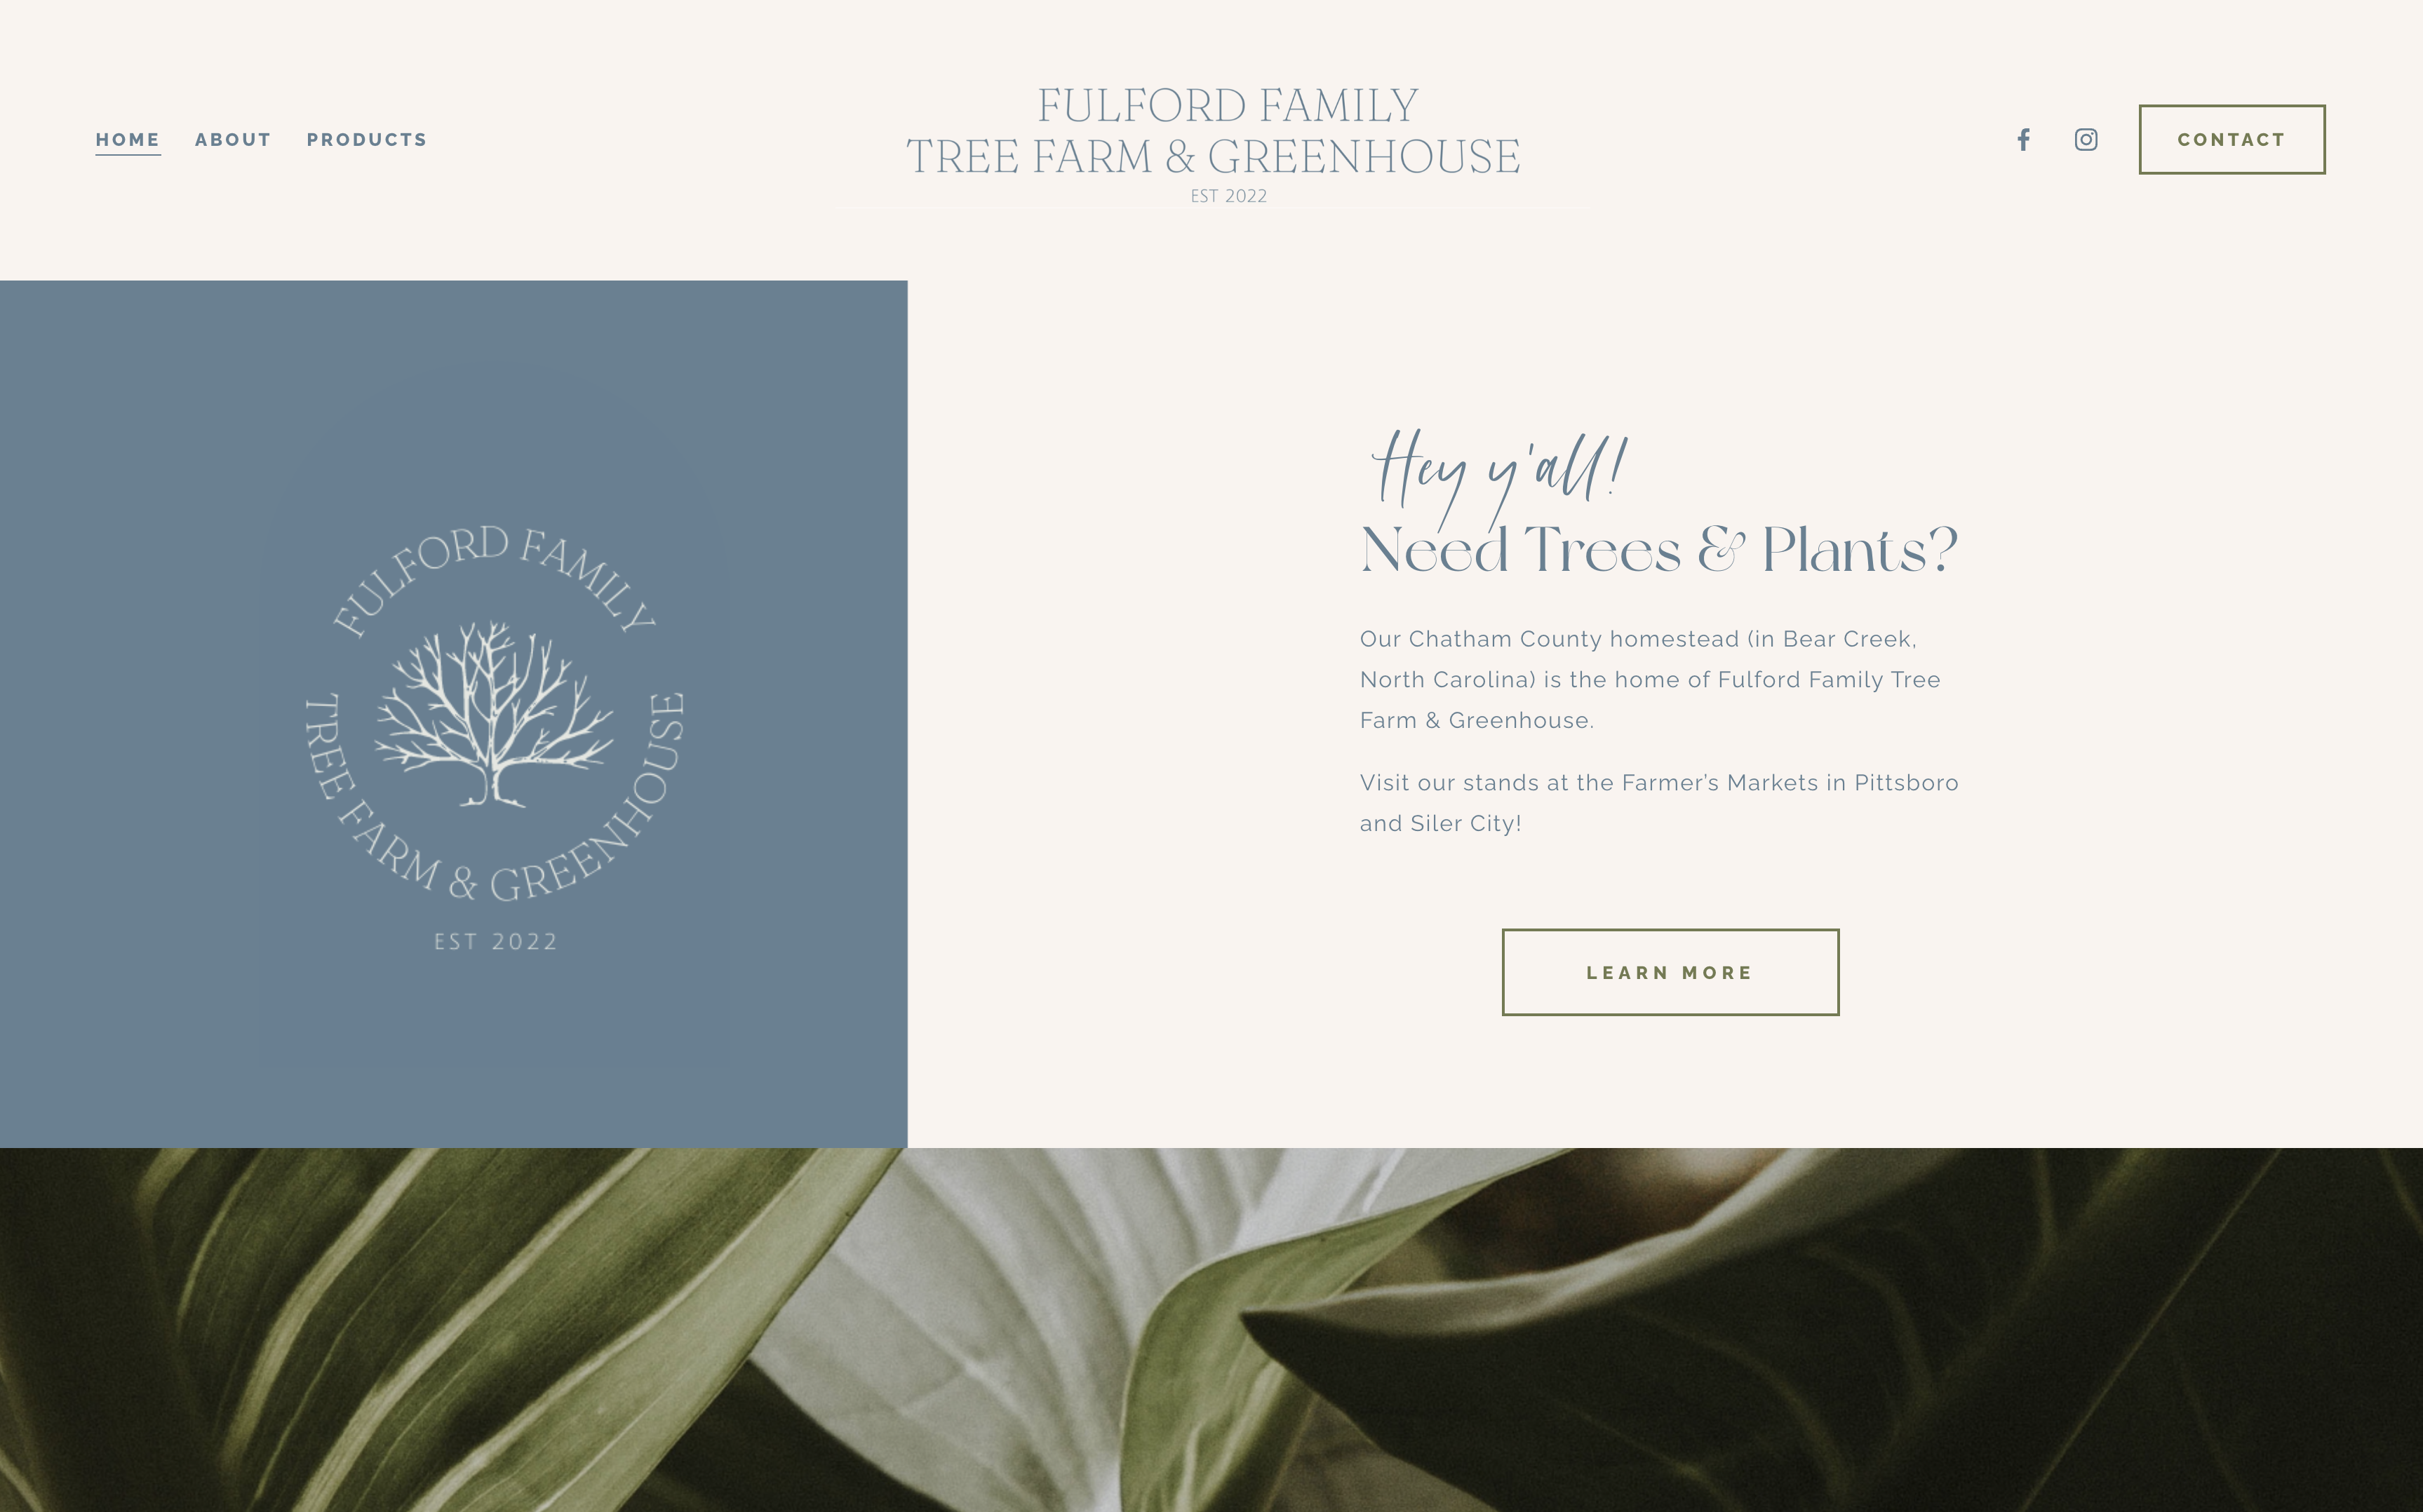 HOME ABOUT PRODUCTS
FULFORD FAMILY
TREE FARM & GREENHOUSE
EST 2022
CONTACT
FULFORD FAMILY
TREE FARM & GREENHOUSE
EST 2022
Hey y'all!
Need Trees & Plants?
Our Chatham County homestead (in Bear Creek,
North Carolina) is the home of Fulford Family Tree
Farm & Greenhouse.
Visit our stands at the Farmer’s Markets in Pittsboro
and Siler City!
LEARN MORE